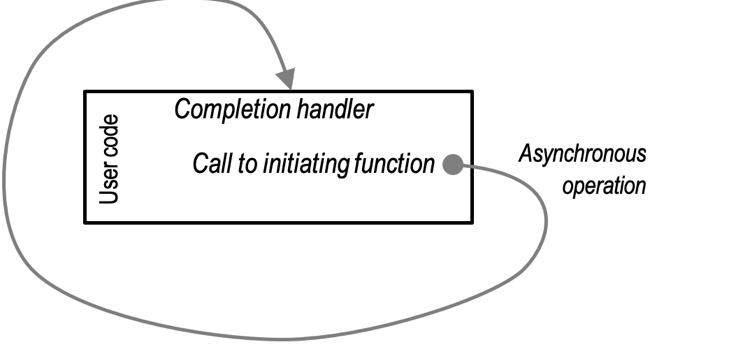 Completion handler
User code
Call to initiating function
Asynchronous
operation